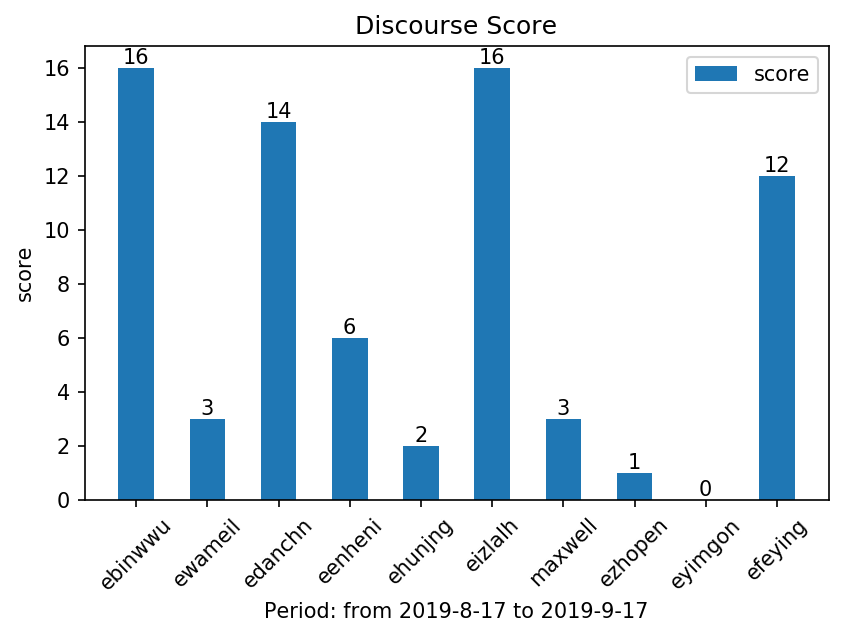 Discourse Score
score
16
14
12
10
8
6
4
2
0
score
16
3
14
6
2
16
3
1
0
12
ebinwwu
ewameil
edanchn
eenheni
ehunjng
eizlalh
maxwell
ezhopen
eyimgon
efeying
Period: from 2019-8-17 to 2019-9-17